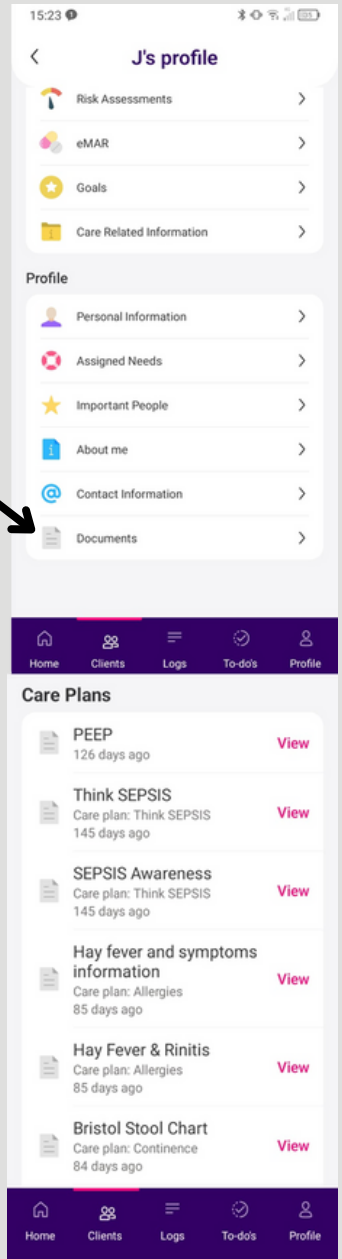 15:23
J's profile
Risk Assessments
eMAR
Goals
Care Related Information
Profile
Personal Information
Assigned Needs
Important People
About me
Contact Information
Documents
Home Clients Logs To-do's Profile
Care Plans
PEEP
126 days ago
View
Think SEPSIS
Care plan: Think SEPSIS
145 days ago
View
SEPSIS Awareness
Care plan: Think SEPSIS
145 days ago
View
Hay fever and symptoms
information
Care plan: Allergies
85 days ago
View
Hay Fever & Rinitis
Care plan: Allergies
85 days ago
View
Bristol Stool Chart
Care plan: Continence
84 days ago
View
Home Clients Logs To-do's Profile